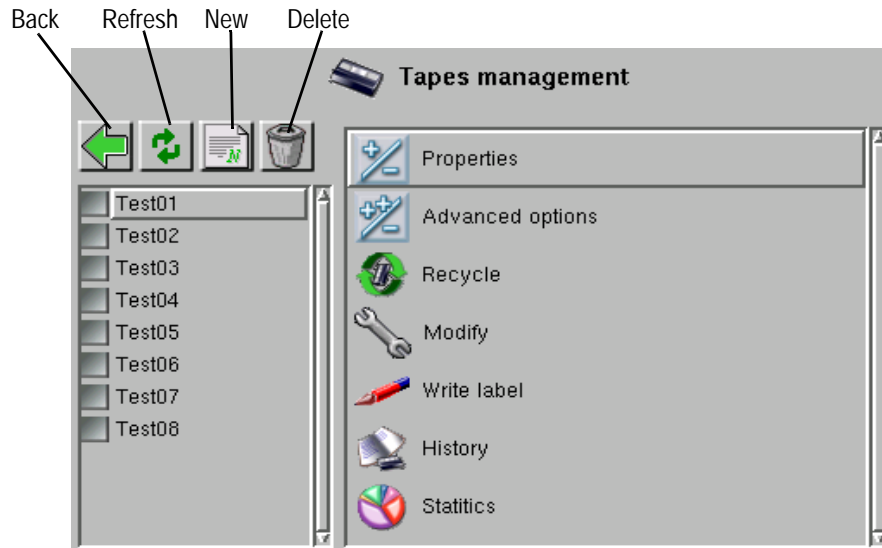 Back Refresh New Delete
Tapes management
N
Test01
Test02
Test03
Test04
Test05
Test06
Test07
Test08
Properties
Advanced options
Recycle
Modify
Write label
History
Statitics